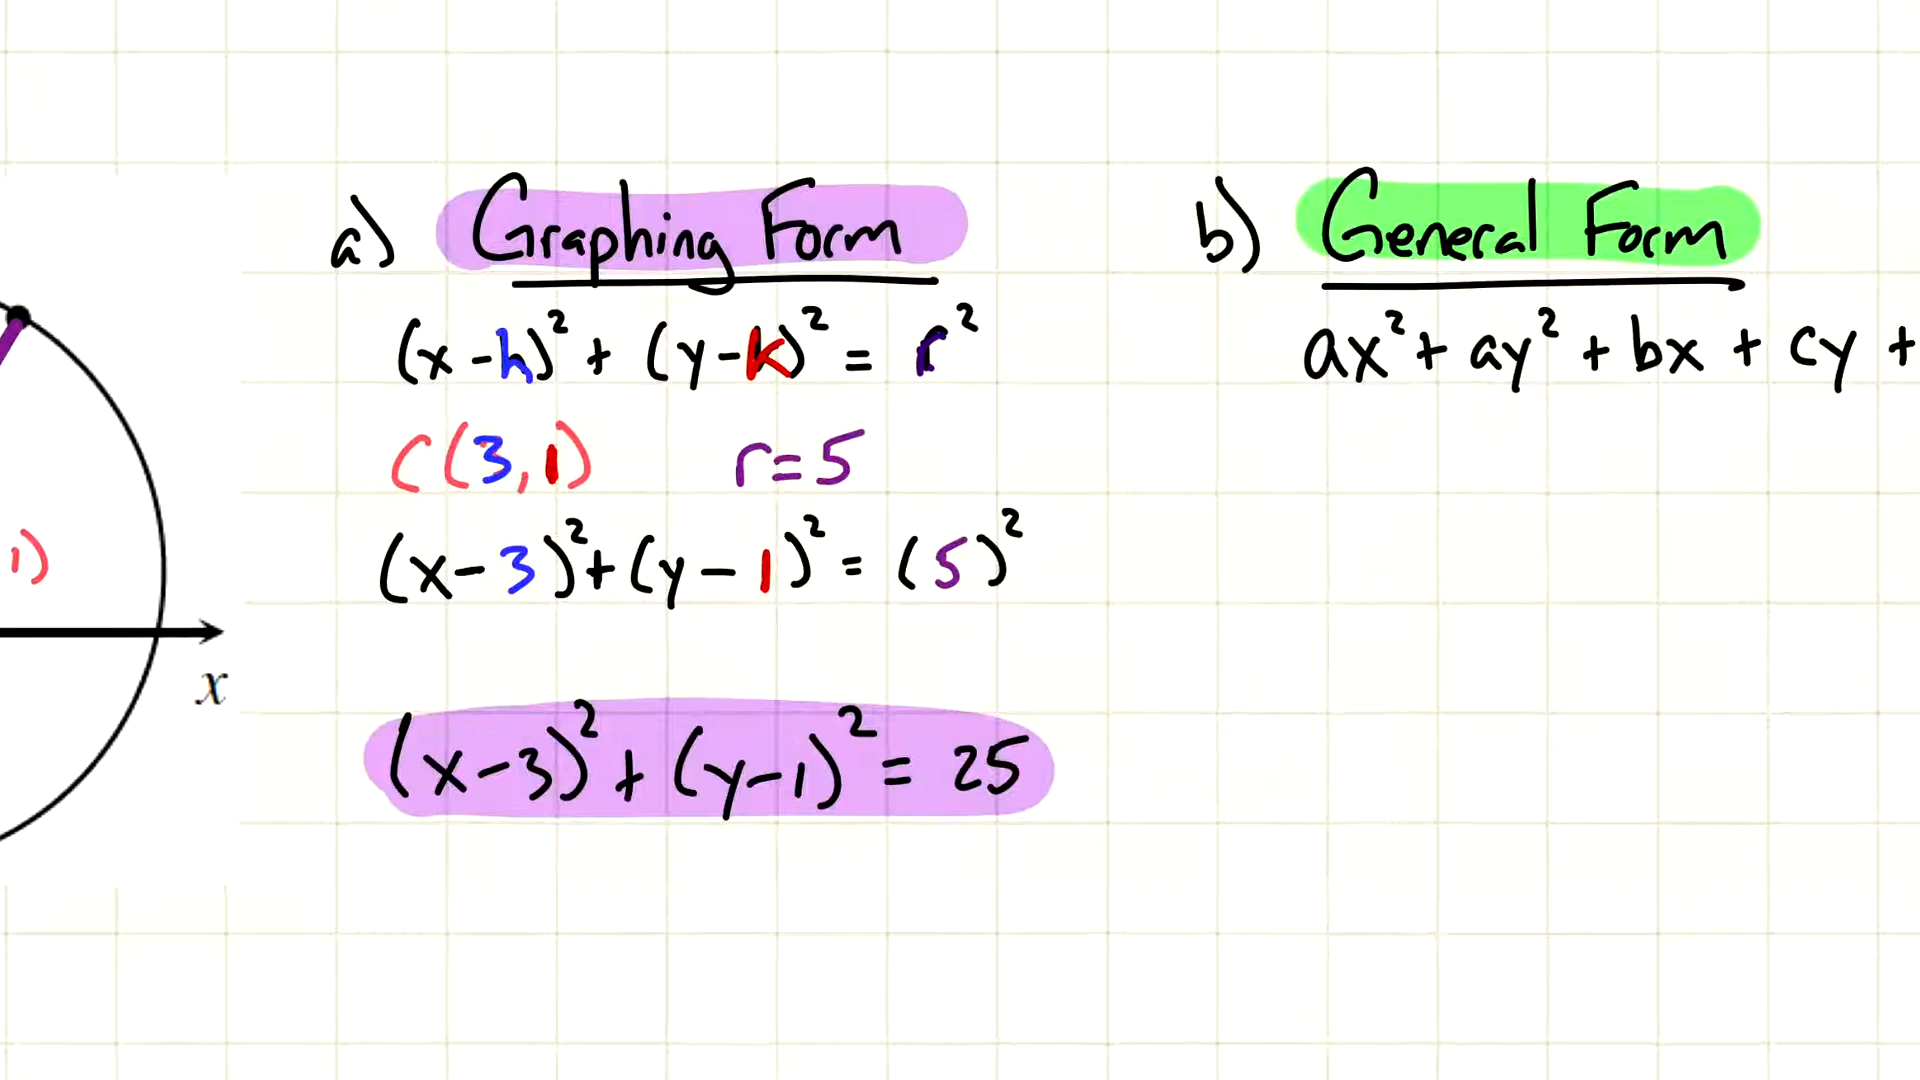 a) Graphing Form
(x-h)² + (y-k)² = r²
C(3,1) r=5
(x-3)²+(y-1)² = (5)²
(x-3)²+(y-1)² = 25
b) General Form
ax²+ ay² + bx + cy +
1)
x